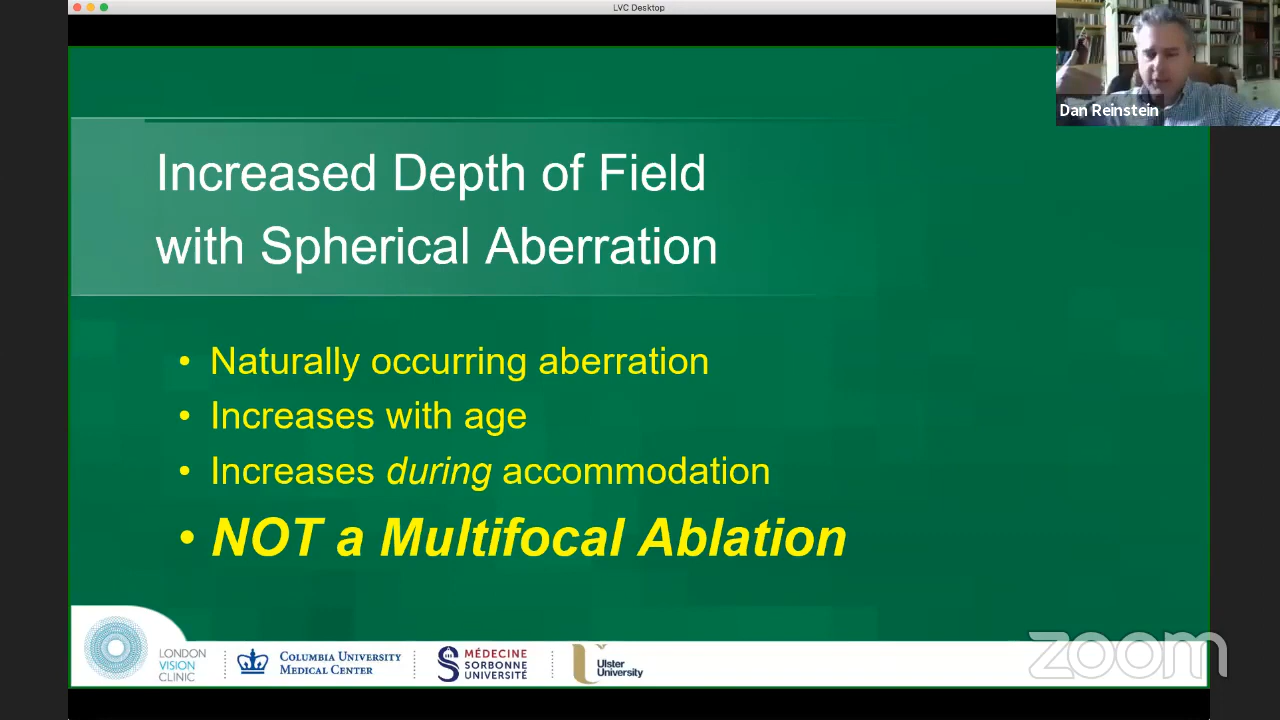 LVC Desktop
Dan Reinstein
Increased Depth of Field
with Spherical Aberration
• Naturally occurring aberration
• Increases with age
• Increases during accommodation
• NOT a Multifocal Ablation
LONDON
VISION
CLINIC
COLUMBIA UNIVERSITY
MEDICAL CENTER
S
MÉDECINE
SORBONNE
UNIVERSITÉ
Ulster
University
zoom